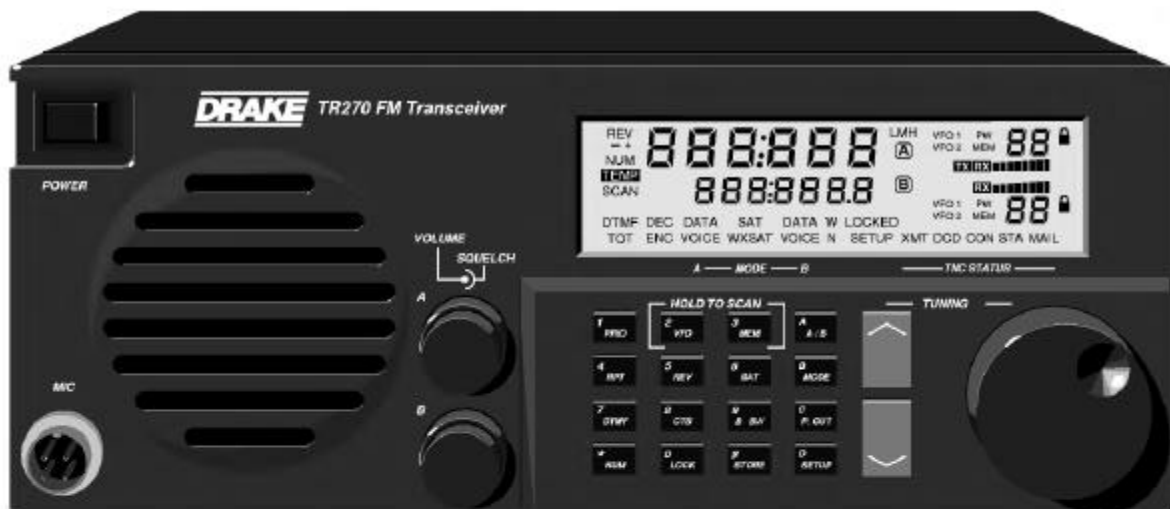 DRAKE TR270 FM Transceiver
POWER
VOLUME
SQUELCH
A
B
MIC
REV
- +
NUM
TEMP
SCAN
888:888
888:888.8
LMH
A
B
VFO 1 PW
VFO 2 MEM
88
TX RX
RX
VFO 1 PW
VFO 2 MEM
88
DTMF DEC DATA SAT DATA W LOCKED
TOT ENC VOICE WXSAT VOICE N SETUP XMT DCD CON STA MAIL
A MODE B
TNC STATUS
HOLD TO SCAN
TUNING
1 PRIO
2 VFO
3 MEM
A A/B
4 RPT
5 REV
6 SAT
B MODE
7 DTMF
8 CTS
9
C P. OUT
* NUM
0 LOCK
# STORE
D SETUP